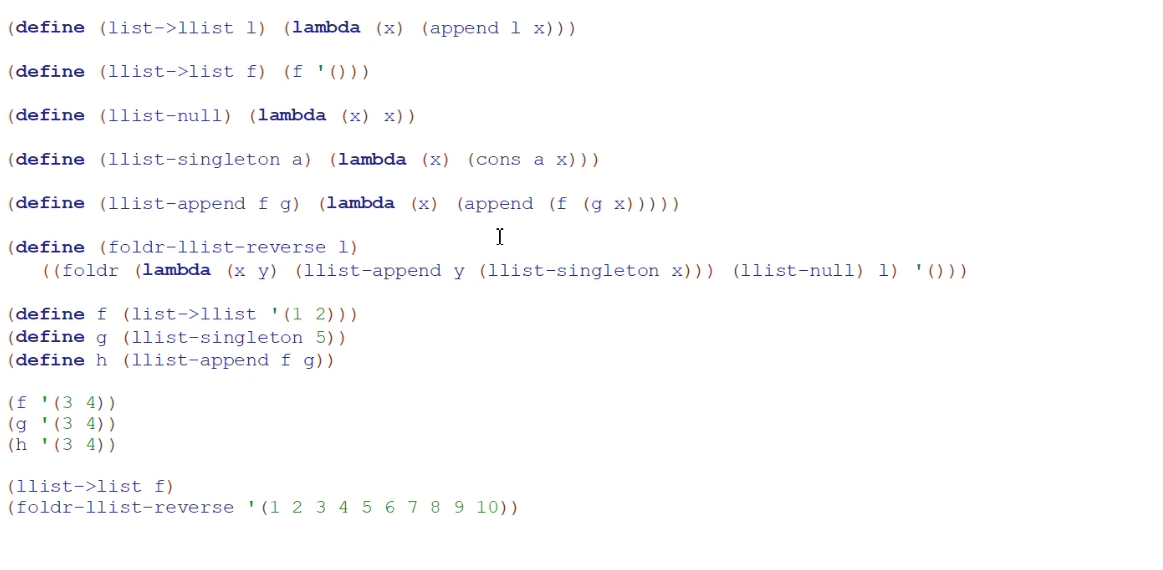 (define (list->llist l) (lambda (x) (append l x)))
(define (llist->list f) (f '()))
(define (llist-null) (lambda (x) x))
(define (llist-singleton a) (lambda (x) (cons a x)))
(define (llist-append f g) (lambda (x) (append (f (g x)))))
(define (foldr-llist-reverse l)
((foldr (lambda (x y) (llist-append y (llist-singleton x))) (llist-null) l) '()))
(define f (list->llist '(1 2)))
(define g (llist-singleton 5))
(define h (llist-append f g))
(f '(3 4))
(g '(3 4))
(h '(3 4))
(llist->list f)
(foldr-llist-reverse '(1 2 3 4 5 6 7 8 9 10))